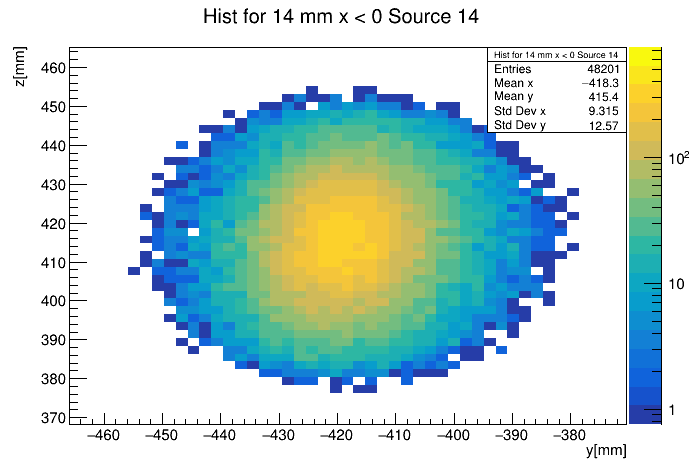 Hist for 14 mm x < 0 Source 14
z[mm]
Hist for 14 mm x < 0 Source 14
Entries 48201
Mean x −418.3
Mean y 415.4
Std Dev x 9.315
Std Dev y 12.57
460
450
440
430
420
410
400
390
380
370
−460 −450 −440 −430 −420 −410 −400 −390 −380
y[mm]
10²
10
1